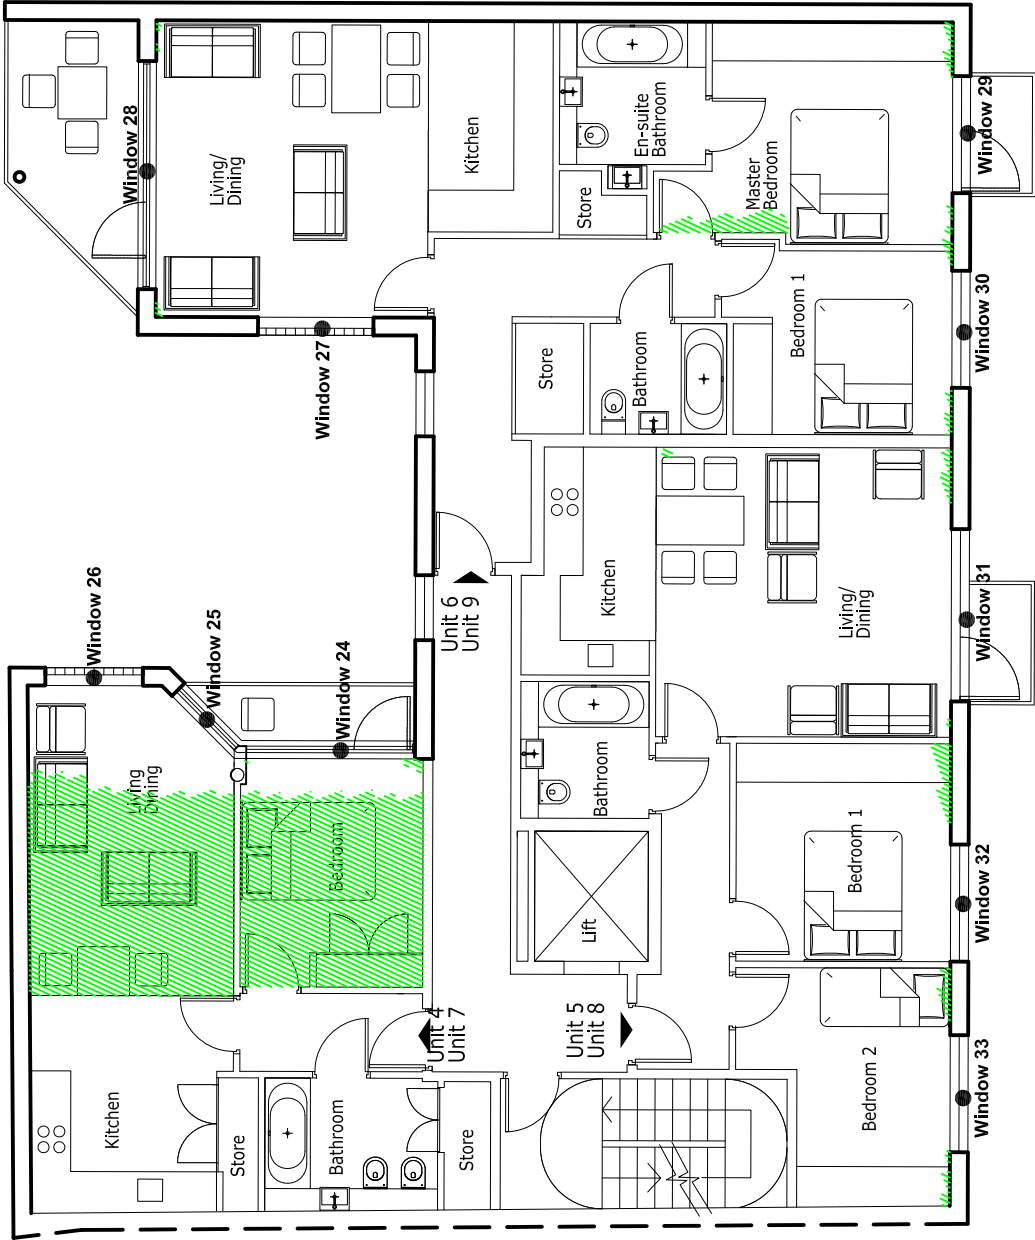 Window 28
Living/
Dining
Kitchen
En-suite
Bathroom
Store
Master
Bedroom
Window 29
Window 27
Store
Bathroom
Bedroom 1
Window 30
Window 26
Window 25
Window 24
Unit 6
Unit 9
Kitchen
Living/
Dining
Window 31
Living
Dining
Bedroom
Bathroom
Lift
Bedroom 1
Window 32
Unit 4
Unit 7
Unit 5
Unit 8
Kitchen
Store
Bathroom
Store
Bedroom 2
Window 33